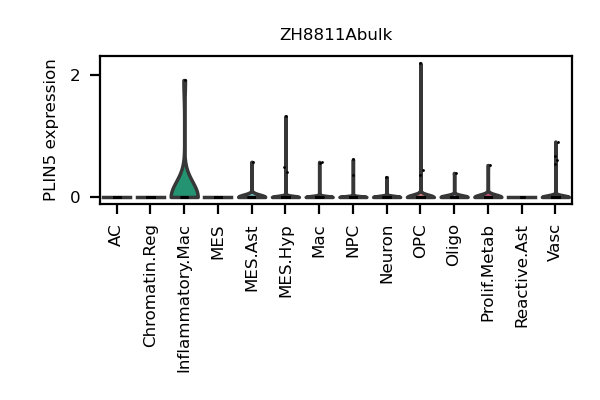 ZH8811Abulk
PLIN5 expression
2
0
AC
Chromatin.Reg
Inflammatory.Mac
MES
MES.Ast
MES.Hyp
Mac
NPC
Neuron
OPC
Oligo
Prolif.Metab
Reactive.Ast
Vasc